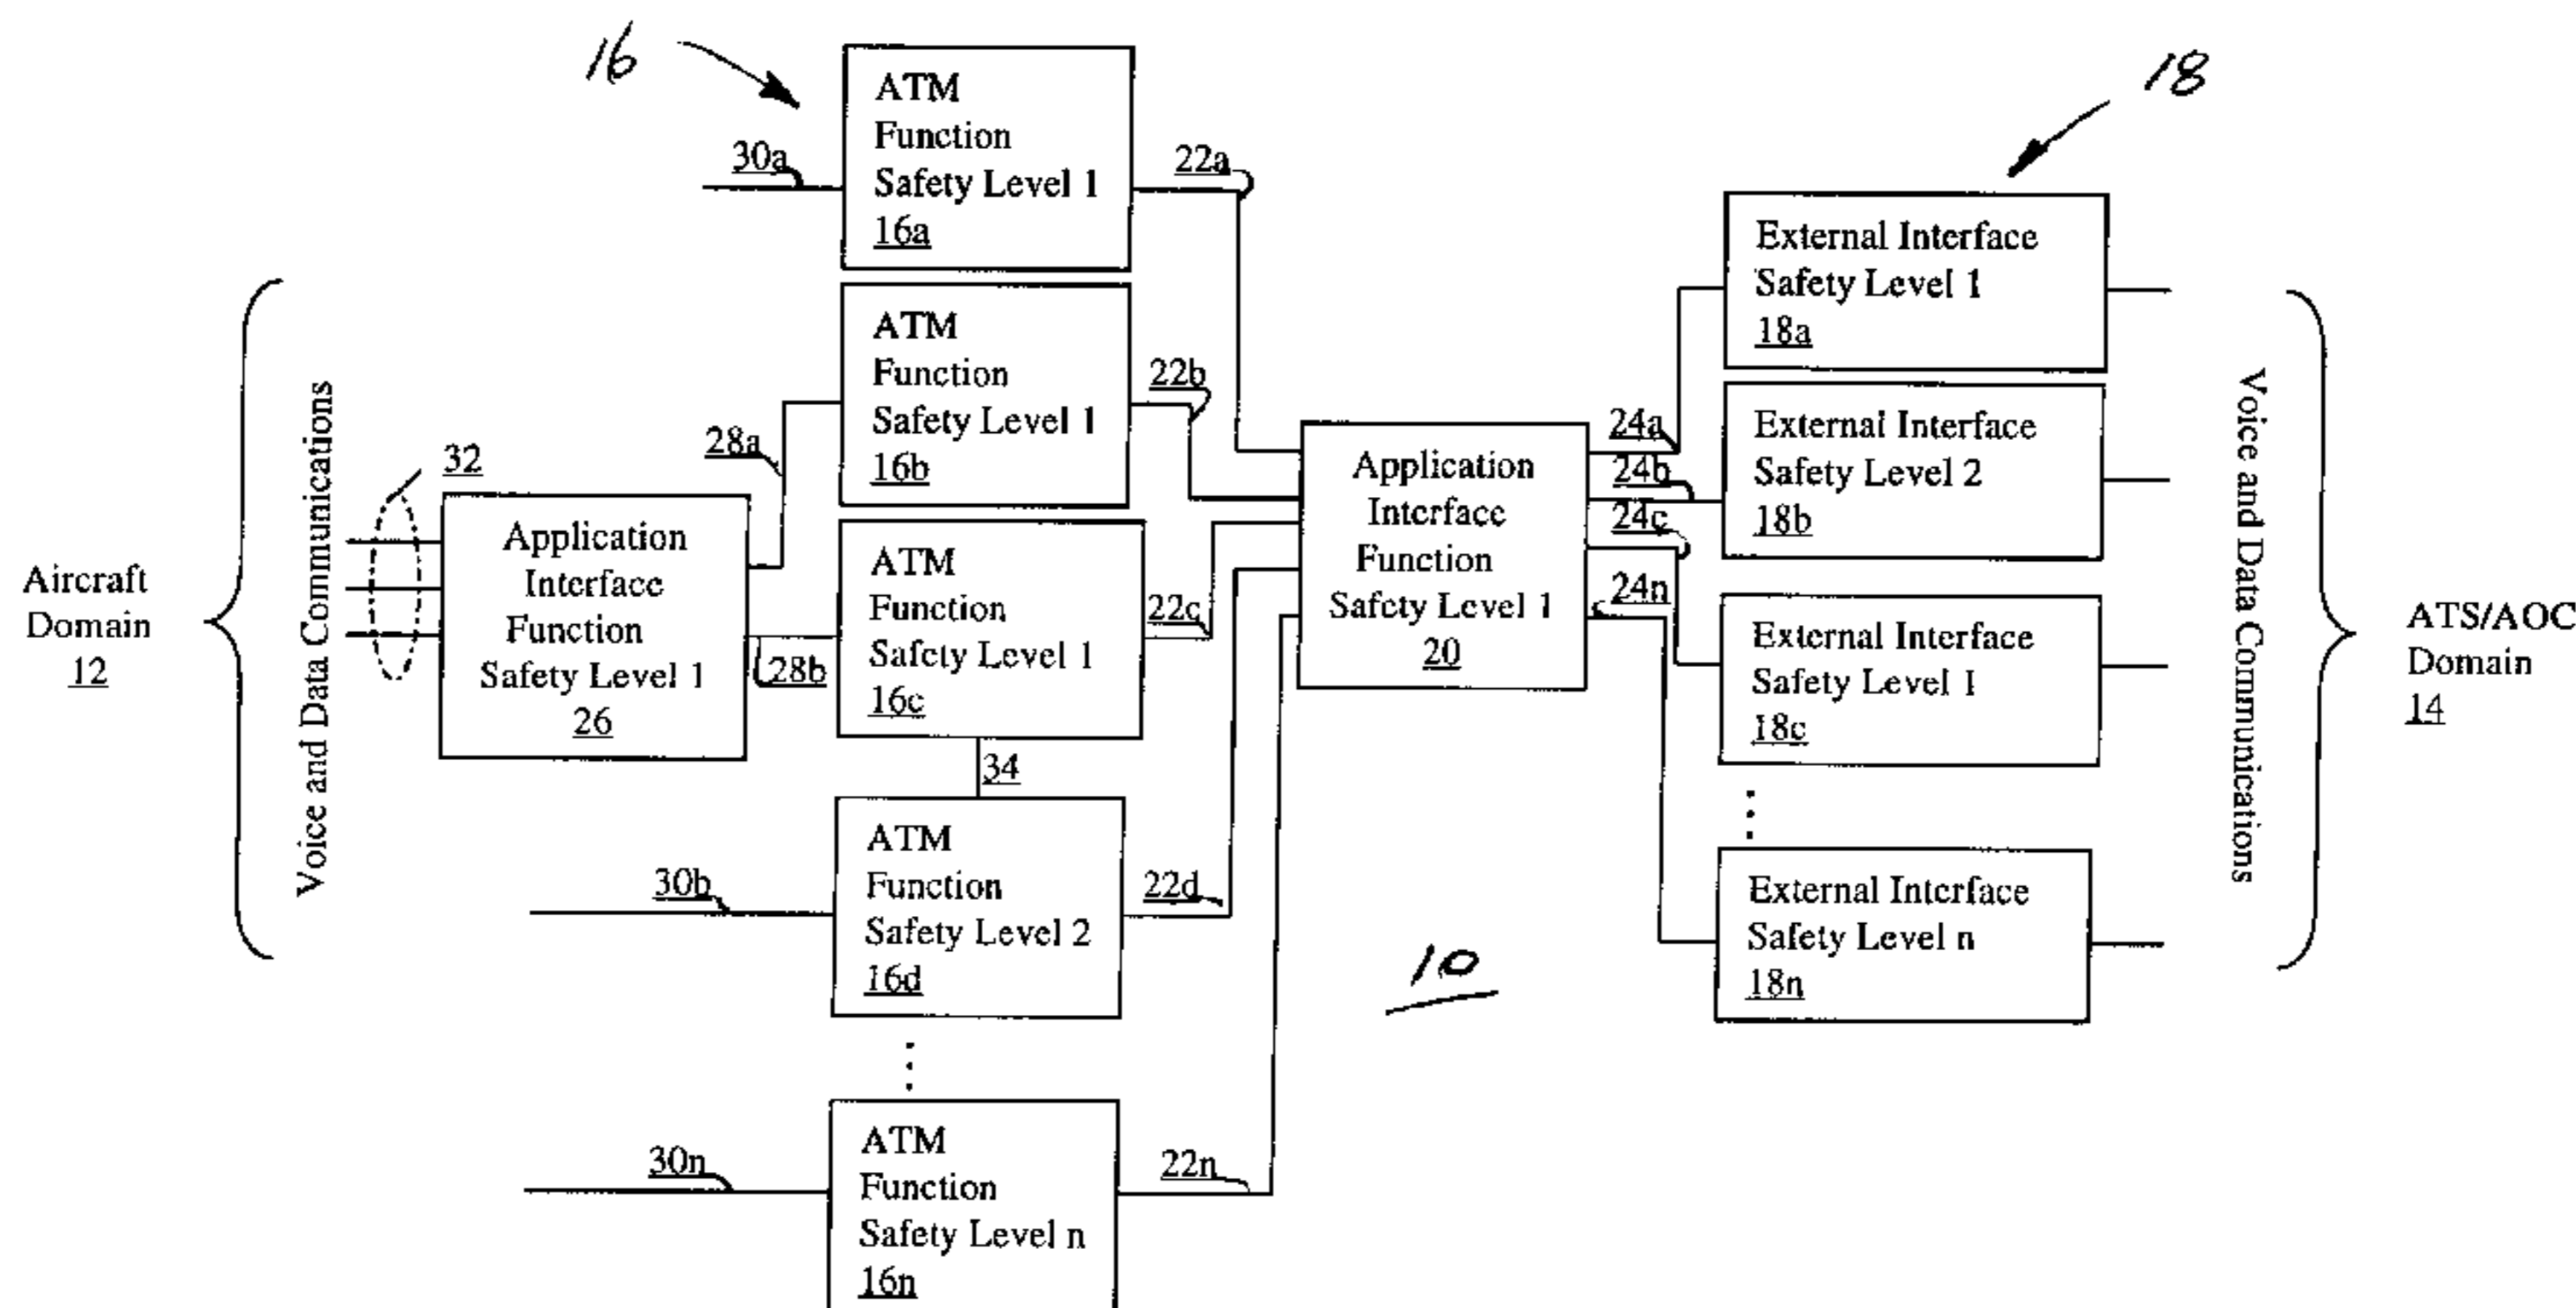 16
ATM
Function
Safety Level 1
16a
30a
22a
18
External Interface
Safety Level 1
18a
ATM
Function
Safety Level 1
16b
28a
22b
External Interface
Safety Level 2
18b
24a
24b
24c
24n
Aircraft
Domain
12
Voice and Data Communications
32
Application
Interface
Function
Safety Level 1
26
28b
ATM
Function
Safety Level 1
16c
22c
34
Application
Interface
Function
Safety Level 1
20
External Interface
Safety Level 1
18c
Voice and Data Communications
ATS/AOC
Domain
14
30b
ATM
Function
Safety Level 2
16d
22d
10
External Interface
Safety Level n
18n
30n
ATM
Function
Safety Level n
16n
22n